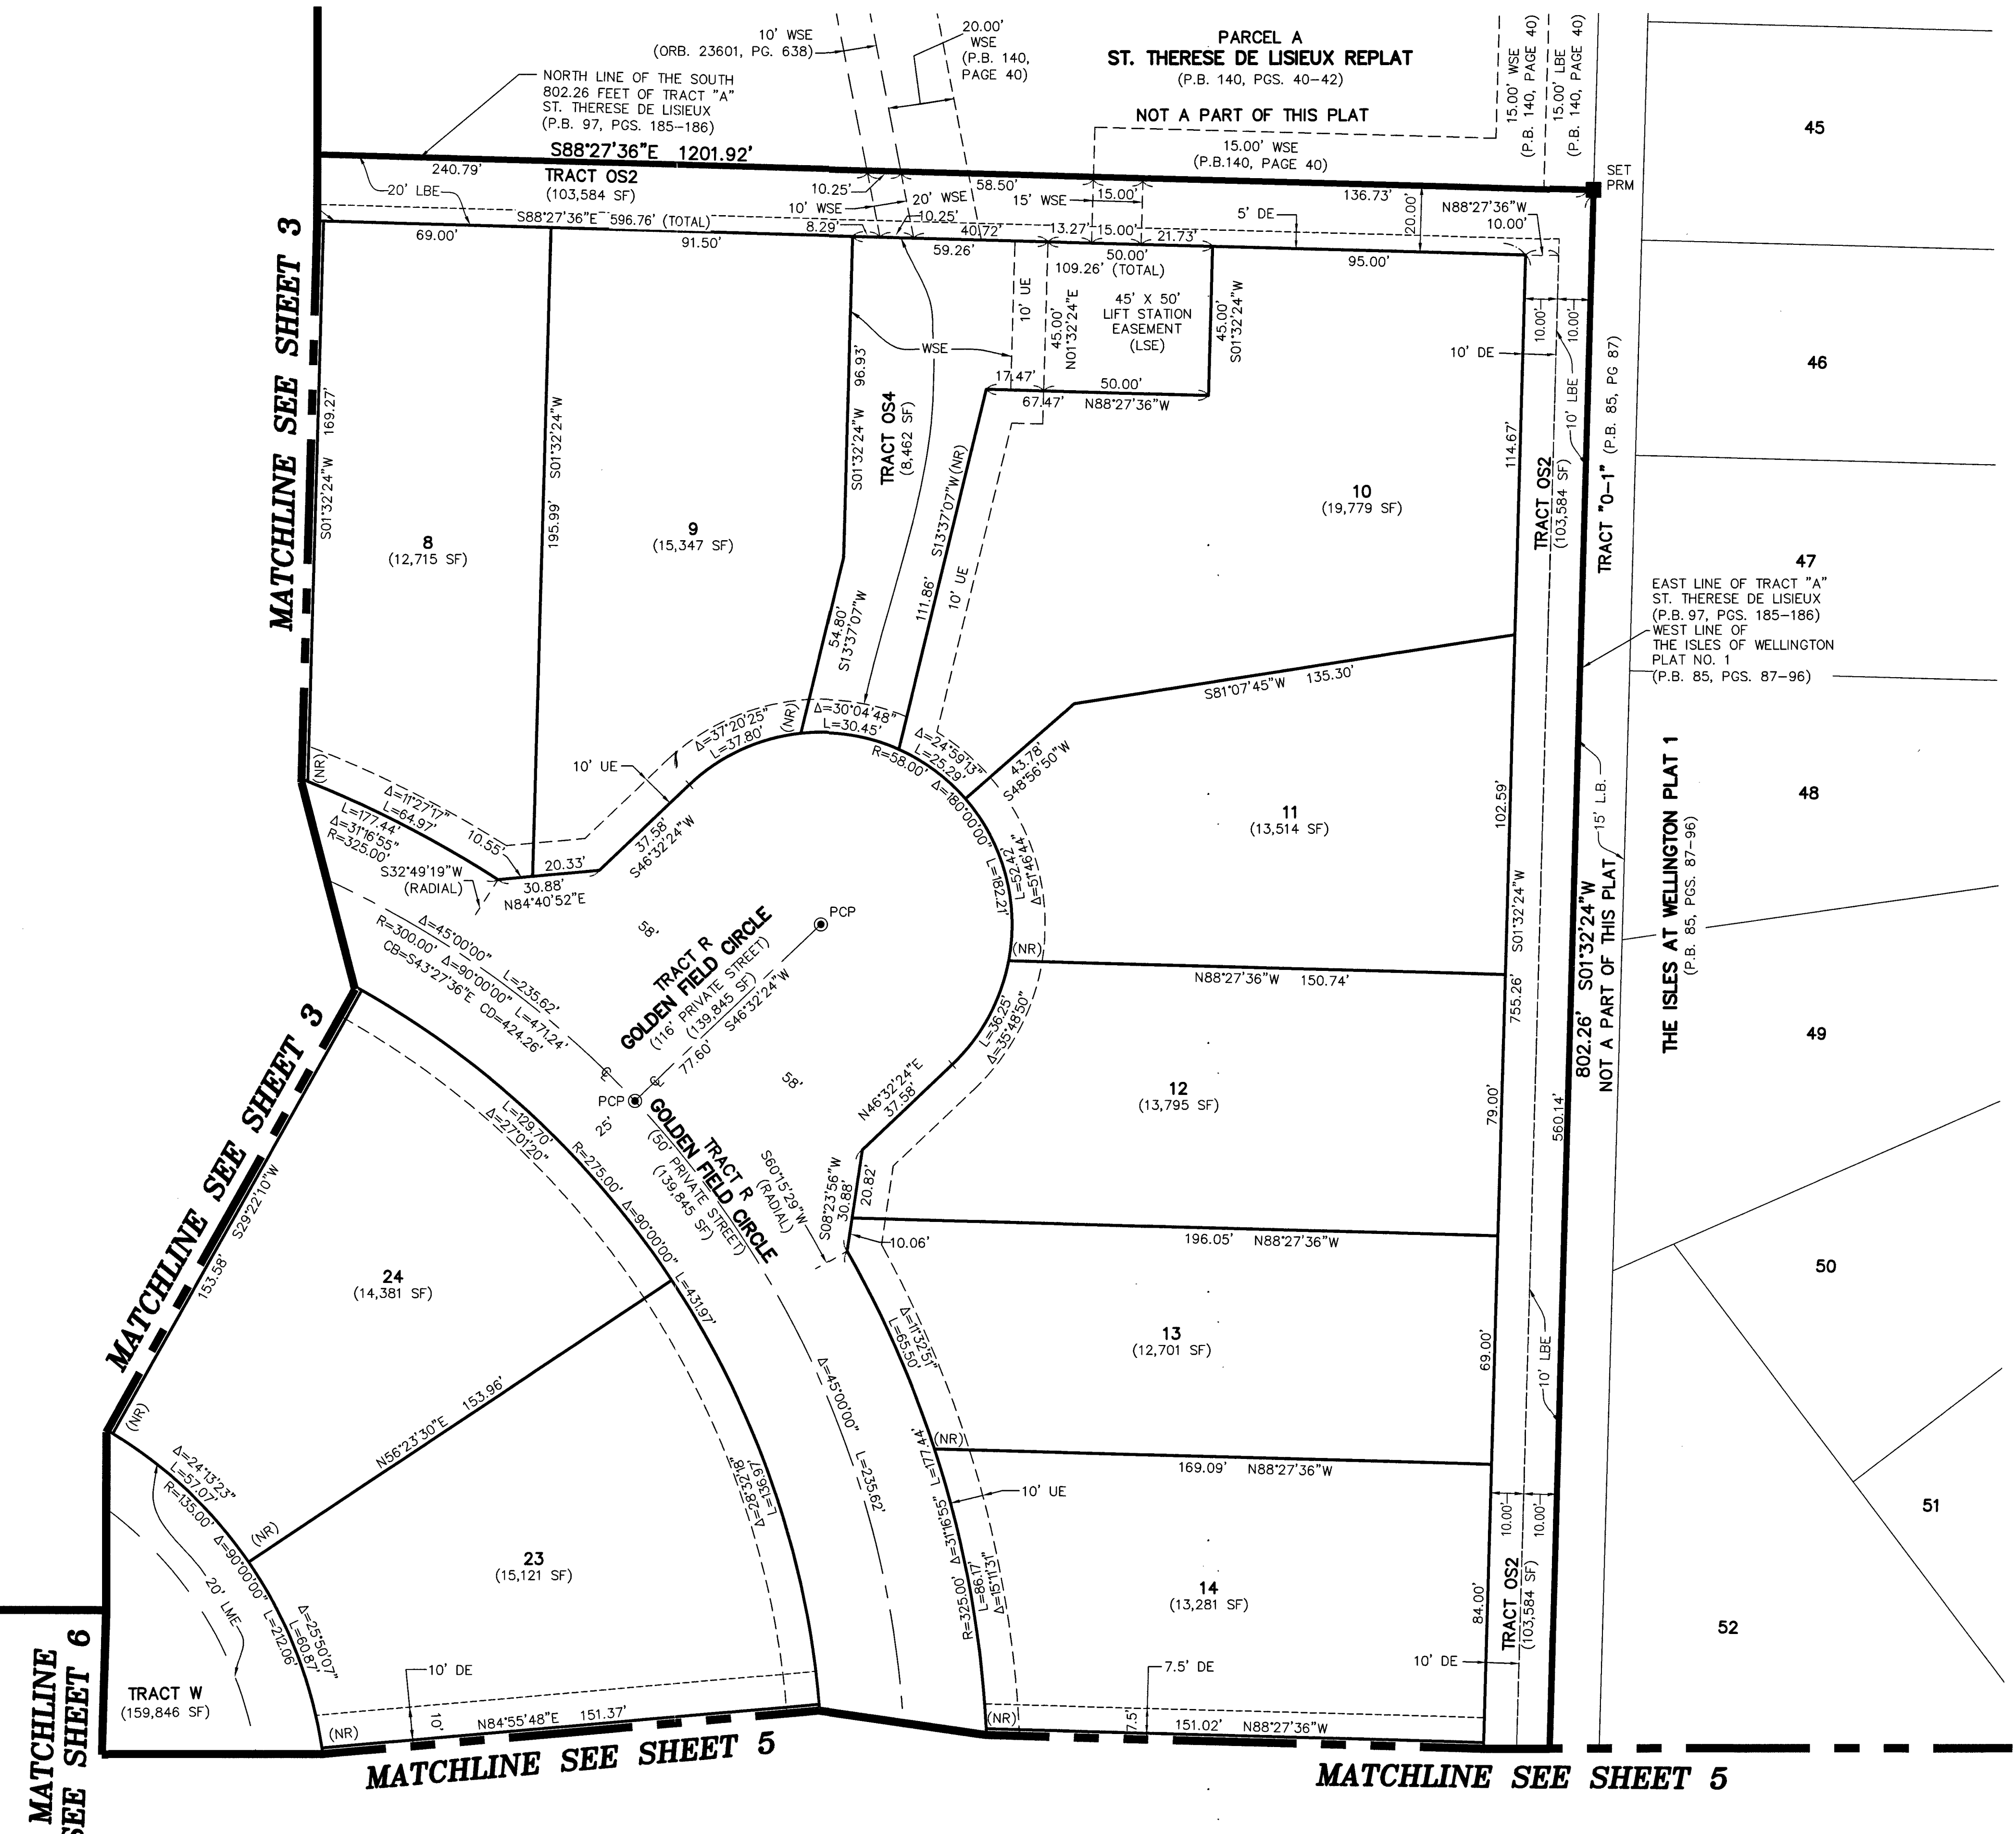 10' WSE
(ORB. 23601, PG. 638)
20.00'
WSE
(P.B. 140,
PAGE 40)
PARCEL A
ST. THERESE DE LISIEUX REPLAT
(P.B. 140, PGS. 40-42)
NOT A PART OF THIS PLAT
15.00' WSE
(P.B.140, PAGE 40)
15.00' WSE
(P.B. 140, PAGE 40)
15.00' LBE
(P.B. 140, PAGE 40)
NORTH LINE OF THE SOUTH
802.26 FEET OF TRACT "A"
ST. THERESE DE LISIEUX
(P.B. 97, PGS. 185-186)
S88°27'36"E 1201.92'
240.79'
TRACT OS2
(103,584 SF)
20' LBE
10.25'
58.50'
15.00'
136.73'
SET
PRM
10' WSE
20' WSE
15' WSE
10.25'
5' DE
20.00'
N88°27'36"W
10.00'
S88°27'36"E 596.76' (TOTAL)
8.29'
40.72'
13.27'
15.00'
21.73'
69.00'
91.50'
59.26'
50.00'
95.00'
109.26' (TOTAL)
10' UE
45.00'
N01°32'24"E
45' X 50'
LIFT STATION
EASEMENT
(LSE)
45.00'
S01°32'24"W
WSE
17.47'
50.00'
67.47'
N88°27'36"W
MATCHLINE SEE SHEET 3
S01°32'24"W 169.27'
8
(12,715 SF)
195.99' S01°32'24"W
9
(15,347 SF)
S01°32'24"W 96.93'
TRACT OS4
(8,462 SF)
54.80'
S13°37'07"W
111.86' S13°37'07"W(NR)
10' UE
10
(19,779 SF)
114.67'
10.00'
10.00'
10' DE
10' LBE
TRACT OS2
(103,584 SF)
TRACT "O-1" (P.B. 85, PG 87)
45
46
47
EAST LINE OF TRACT "A"
ST. THERESE DE LISIEUX
(P.B. 97, PGS. 185-186)
WEST LINE OF
THE ISLES OF WELLINGTON
PLAT NO. 1
(P.B. 85, PGS. 87-96)
S81°07'45"W 135.30'
43.78'
S48°56'50"W
(NR)
Δ=37°20'25"
L=37.80'
(NR)
Δ=30°04'48"
L=30.45'
R=58.00' Δ=180°00'00" L=182.21'
Δ=24°59'13"
L=25.29'
L=52.42'
Δ=51°46'44"
10' UE
Δ=11°27'17"
L=64.97'
L=177.44'
Δ=31°16'55"
R=325.00'
10.55'
20.33'
30.88'
N84°40'52"E
37.58'
S46°32'24"W
S32°49'19"W
(RADIAL)
11
(13,514 SF)
102.59'
S01°32'24"W
755.26'
15' L.B.
802.26' S01°32'24"W
NOT A PART OF THIS PLAT
THE ISLES AT WELLINGTON PLAT 1
(P.B. 85, PGS. 87-96)
48
49
58'
PCP
TRACT R
GOLDEN FIELD CIRCLE
(116' PRIVATE STREET)
(139,845 SF)
S46°32'24"W
77.60'
58'
Δ=45°00'00" L=235.62'
R=300.00' Δ=90°00'00" L=471.24'
CB=S43°27'36"E CD=424.26'
PCP
25'
(NR)
N88°27'36"W 150.74'
L=36.25'
Δ=35°48'50"
N46°32'24"E
37.58'
12
(13,795 SF)
79.00'
560.14'
TRACT R
GOLDEN FIELD CIRCLE
(50' PRIVATE STREET)
(139,845 SF)
S60°15'29"W
(RADIAL)
S08°23'56"W
30.88'
20.82'
10.06'
196.05' N88°27'36"W
MATCHLINE SEE SHEET 3
153.58' S29°22'10"W
L=129.70'
Δ=27°01'20"
R=275.00' Δ=90°00'00" L=431.97'
24
(14,381 SF)
N56°23'30"E 153.96'
Δ=11°32'51"
L=65.50'
13
(12,701 SF)
69.00'
10' LBE
50
51
52
(NR)
Δ=24°13'23"
L=57.07'
R=135.00' Δ=90°00'00" L=212.06'
(NR)
20' LME
Δ=25°50'07"
L=60.87'
Δ=45°00'00" L=235.62'
L=136.97'
Δ=28°32'18"
(NR)
169.09' N88°27'36"W
10' UE
R=325.00' Δ=31°16'55" L=177.44'
L=86.17'
Δ=15°11'31"
23
(15,121 SF)
14
(13,281 SF)
84.00'
10.00'
10.00'
TRACT OS2
(103,584 SF)
10' DE
TRACT W
(159,846 SF)
10' DE
10'
(NR)
N84°55'48"E 151.37'
7.5' DE
7.5'
(NR)
151.02' N88°27'36"W
MATCHLINE
SEE SHEET 6
MATCHLINE SEE SHEET 5
MATCHLINE SEE SHEET 5